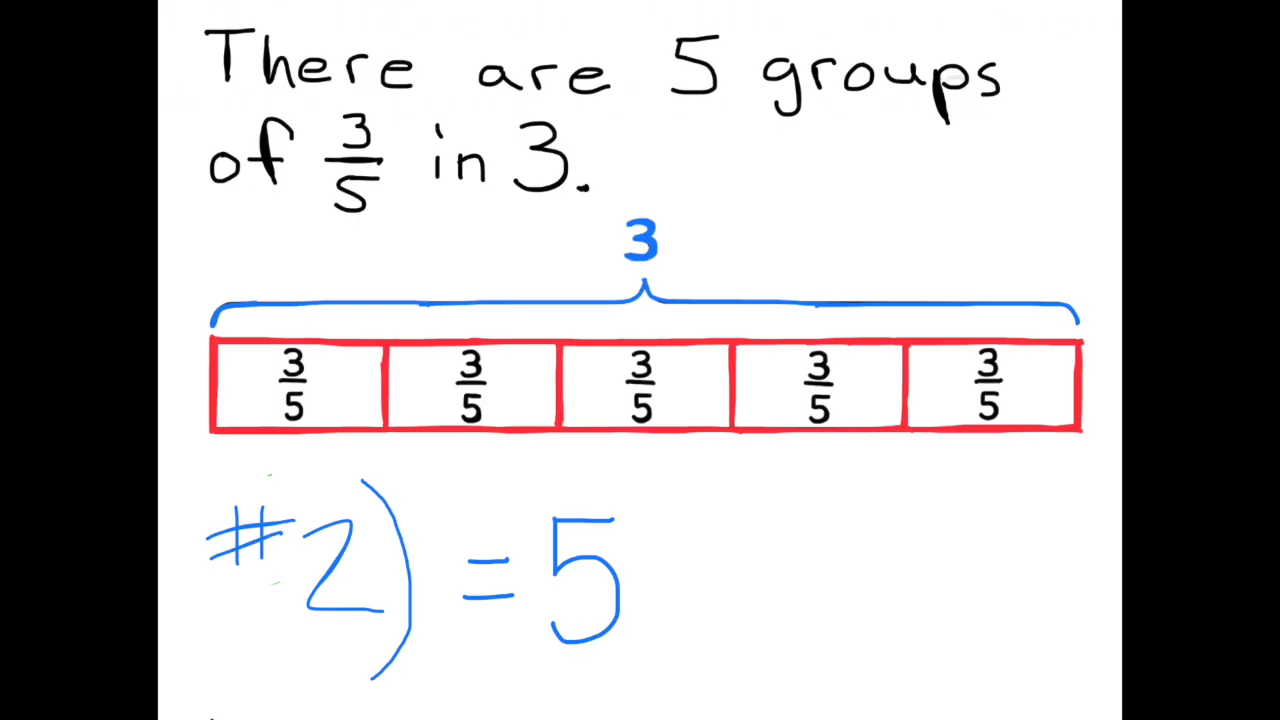 There are 5 groups
of 3/5 in 3.
3
3/5 3/5 3/5 3/5 3/5
#2) = 5